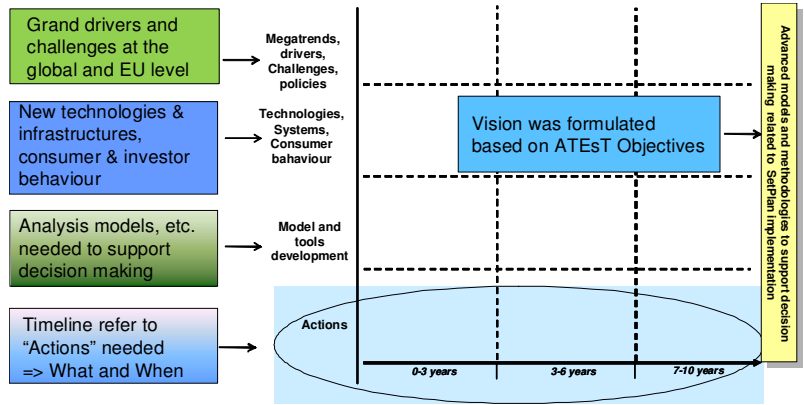 Grand drivers and
challenges at the
global and EU level
Megatrends,
drivers,
Challenges,
policies
New technologies &
infrastructures,
consumer & investor
behaviour
Technologies,
Systems,
Consumer
bahaviour
Vision was formulated
based on ATEsT Objectives
Advanced models and methodologies to support decision
making related to SetPlan implementation
Analysis models, etc.
needed to support
decision making
Model and
tools
development
Timeline refer to
“Actions” needed
=> What and When
Actions
0-3 years
3-6 years
7-10 years